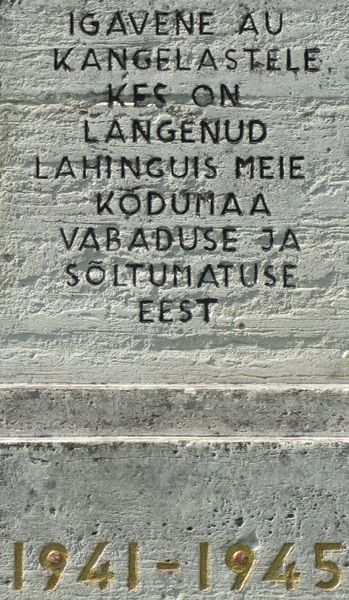 IGAVENE AU
KANGELASTELE
KES ON
LANGENUD
LAHINGUIS MEIE
KODUMAA
VABADUSE JA
SÕLTUMATUSE
EEST
1941-1945